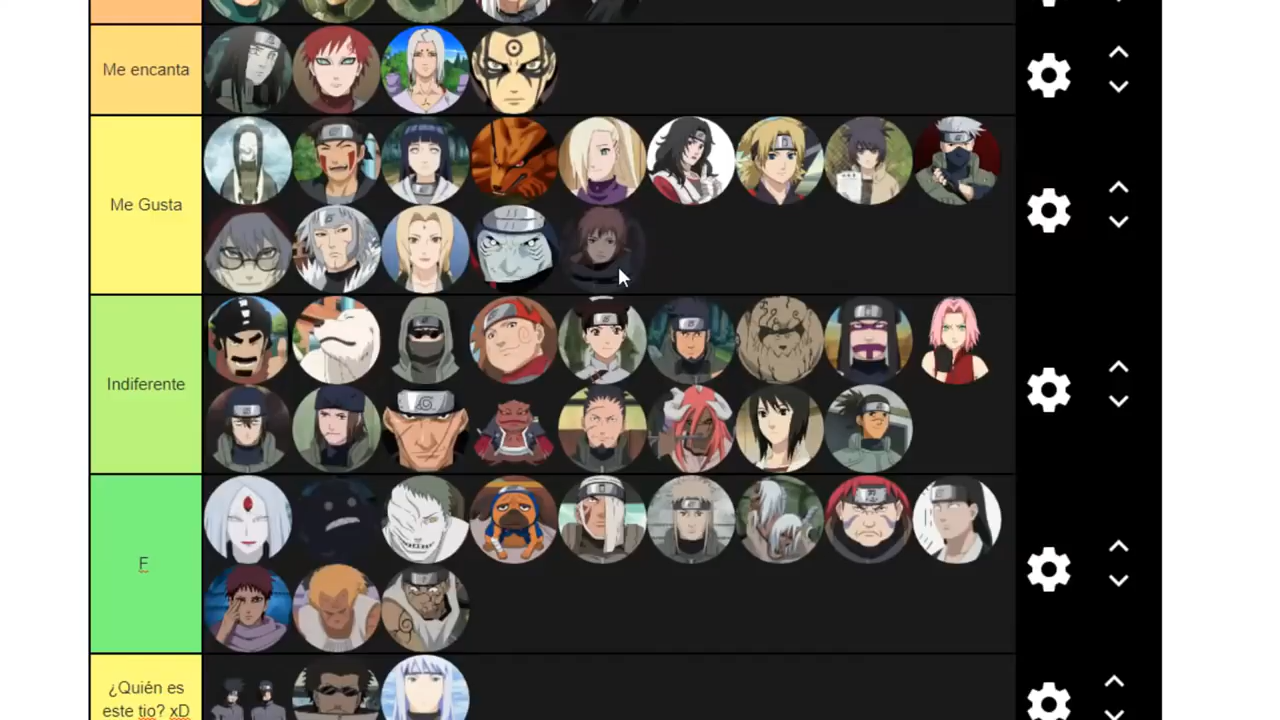 Me encanta
Me Gusta
Indiferente
F
¿Quién es
este tio? xD